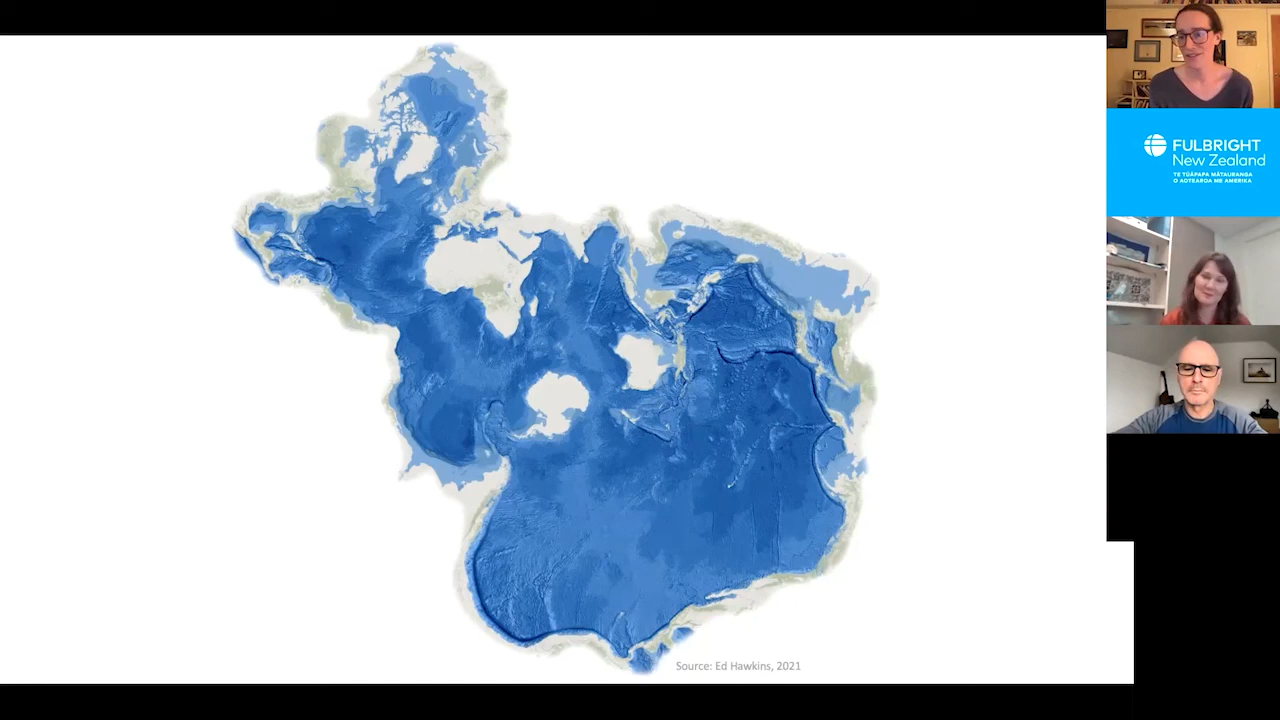 FULBRIGHT
New Zealand
TE TŪĀPAPA MĀTAURANGA
O AOTEAROA ME AMERIKA
Source: Ed Hawkins, 2021